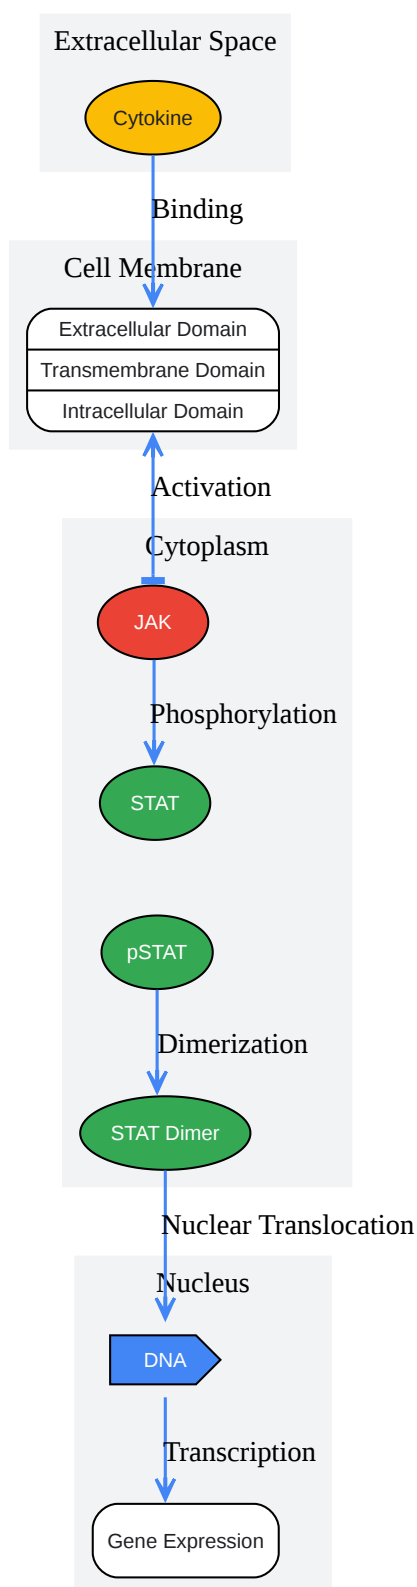 Extracellular Space
Cytokine
Binding
Cell Membrane
Extracellular Domain
Transmembrane Domain
Intracellular Domain
Activation
Cytoplasm
JAK
Phosphorylation
STAT
pSTAT
Dimerization
STAT Dimer
Nuclear Translocation
Nucleus
DNA
Transcription
Gene Expression